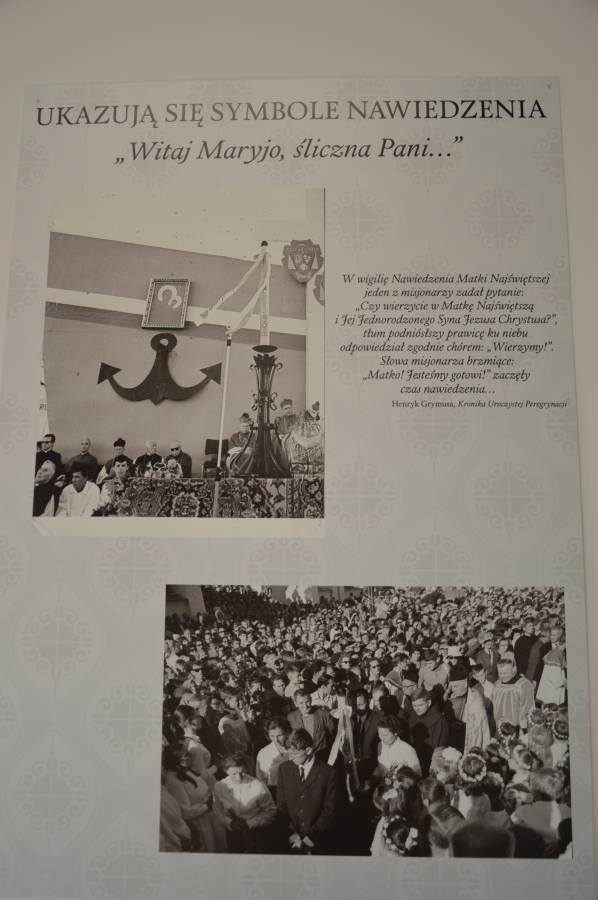 UKAZUJĄ SIĘ SYMBOLE NAWIEDZENIA
„Witaj Maryjo, śliczna Pani…”
W wigilię Nawiedzenia Matki Najświętszej
jeden z misjonarzy zadał pytanie:
„Czy wierzycie w Matkę Najświętszą
i Jej Jednorodzonego Syna Jezusa Chrystusa?”,
tłum podniósłszy prawicę ku niebu
odpowiedział zgodnie chórem: „Wierzymy!”.
Słowa misjonarza brzmiące:
„Matko! Jesteśmy gotowi!” zaczęły
czas nawiedzenia…
Henryk Grymusa, Kronika Uroczystej Peregrynacji